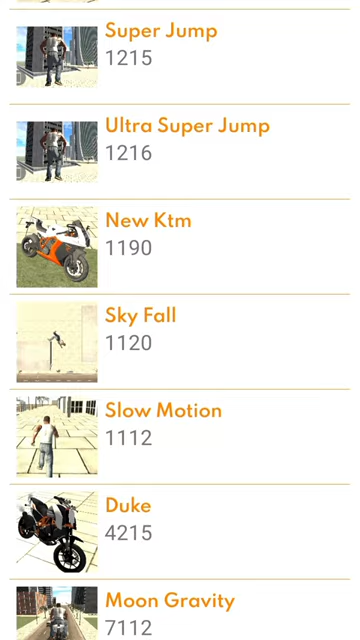 Super Jump
1215
Ultra Super Jump
1216
New Ktm
1190
Sky Fall
1120
Slow Motion
1112
Duke
4215
Moon Gravity
7112